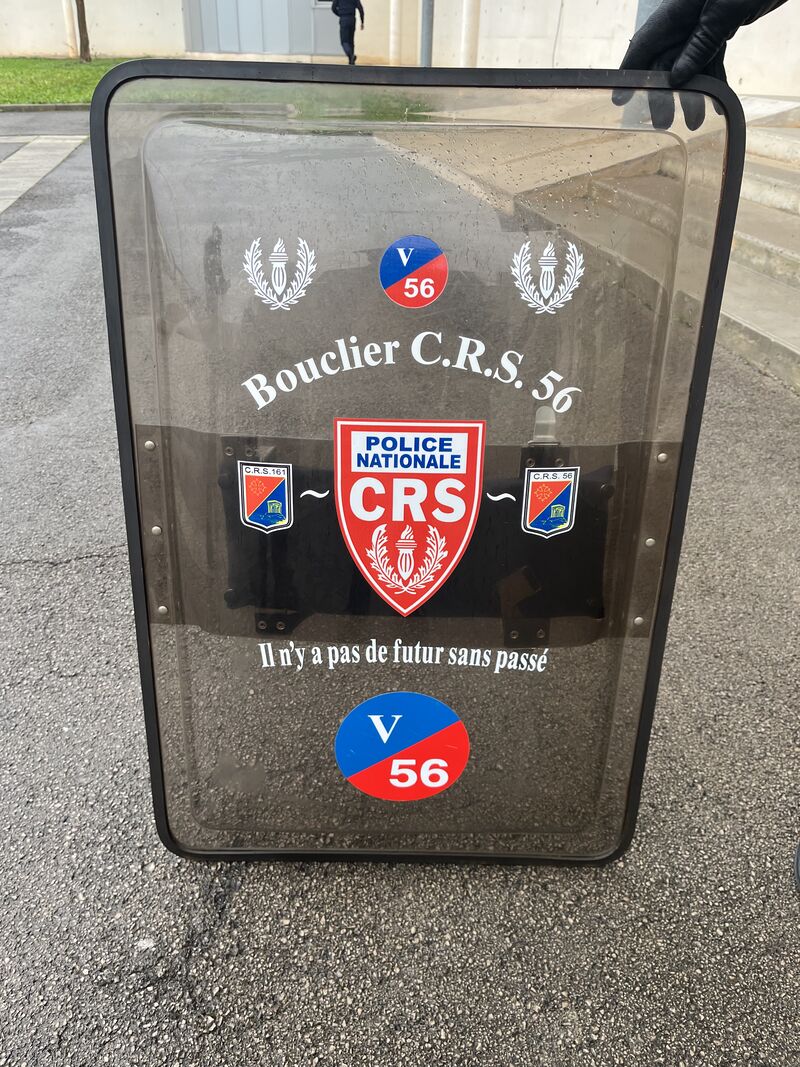 V
56
Bouclier C.R.S. 56
POLICE
NATIONALE
CRS
C.R.S. 161
C.R.S. 56
Il n'y a pas de futur sans passé
V
56